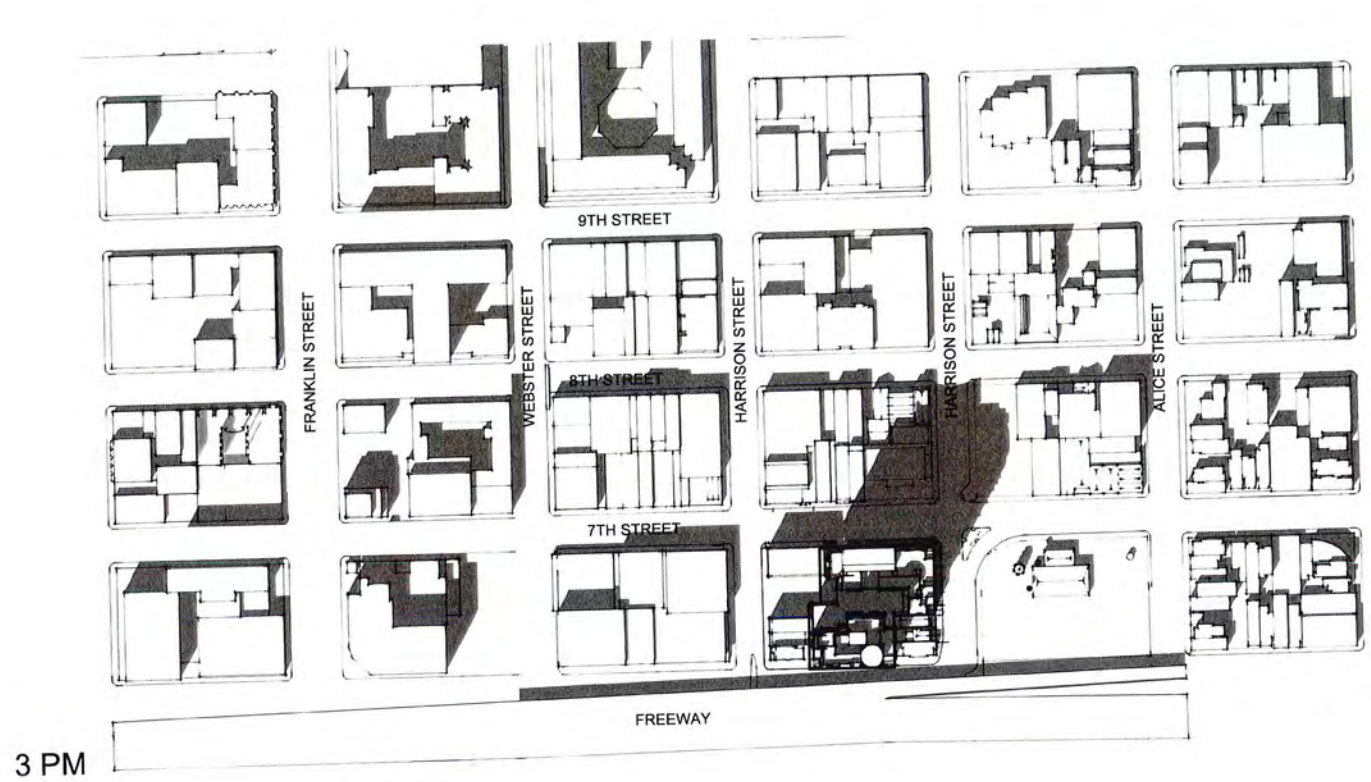 9TH STREET
FRANKLIN STREET
WEBSTER STREET
HARRISON STREET
HARRISON STREET
ALICE STREET
8TH STREET
7TH STREET
FREEWAY
3 PM